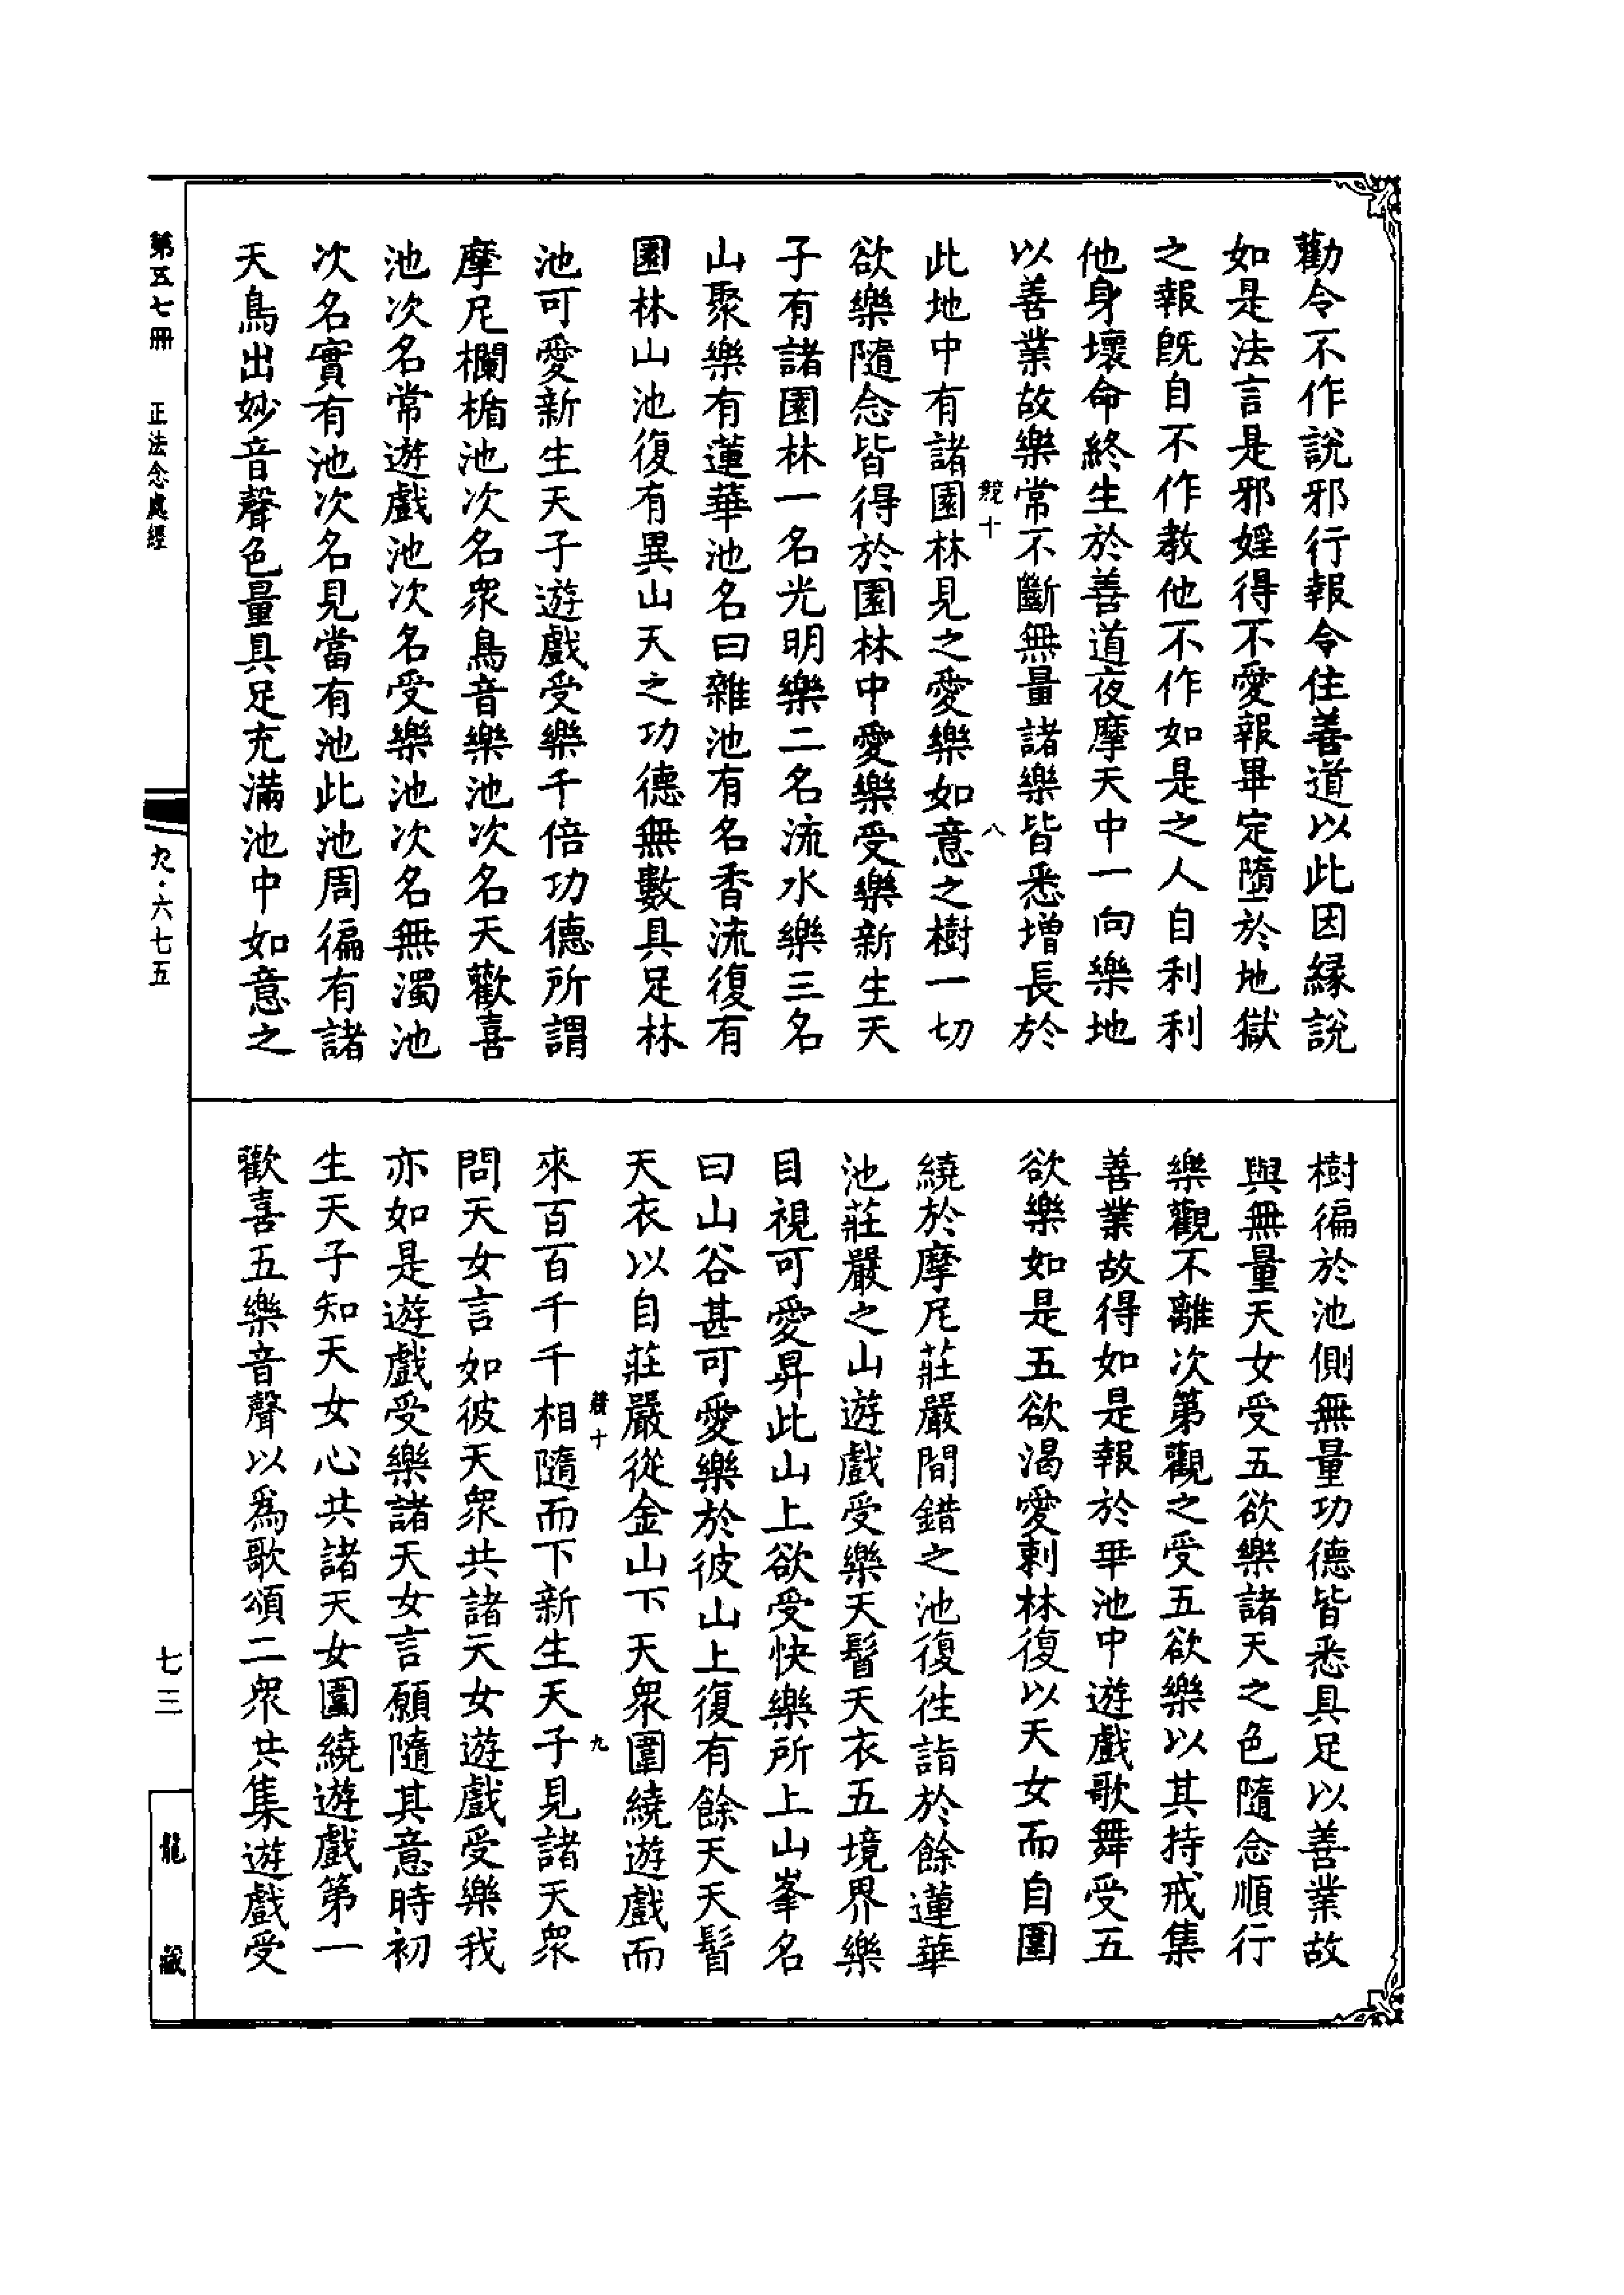 勸令不作說邪行報令住善道以此因緣說
如是法言是邪婬得不愛報畢定墮於地獄
之報既自不作教他不作如是之人自利利
他身壞命終生於善道夜摩天中一向樂地
以善業故樂常不斷無量諸樂皆悉增長於
競十 八
此地中有諸園林見之愛樂如意之樹一切
欲樂隨念皆得於園林中愛樂受樂新生天
子有諸園林一名光明樂二名流水樂三名
山聚樂有蓮華池名曰雜池有名香流復有
園林山池復有異山天之功德無數具足林
池可愛新生天子遊戲受樂千倍功德所謂
摩尼欄楯池次名眾鳥音樂池次名天歡喜
池次名常遊戲池次名受樂池次名無濁池
次名實有池次名見當有池此池周徧有諸
天鳥出妙音聲色量具足充滿池中如意之
樹徧於池側無量功德皆悉具足以善業故
與無量天女受五欲樂諸天之色隨念順行
樂觀不離次第觀之受五欲樂以其持戒集
善業故得如是報於平池中遊戲歌舞受五
欲樂如是五欲渴愛剌林復以天女而自圍
繞於摩尼莊嚴間錯之池復往詣於餘蓮華
池莊嚴之山遊戲受樂天鬘天衣五境界樂
目視可愛昇此山上欲受快樂所上山峯名
曰山谷甚可愛樂於彼山上復有餘天天鬘
天衣以自莊嚴從金山下天眾圍繞遊戲而
競十 九
來百百千千相隨而下新生天子見諸天眾
問天女言如彼天眾共諸天女遊戲受樂我
亦如是遊戲受樂諸天女言願隨其意時初
生天子知天女心共諸天女圍繞遊戲第一
歡喜五樂音聲以為歌頌二眾共集遊戲受
第五七冊 正法念處經
九·六七五
七三
龍藏